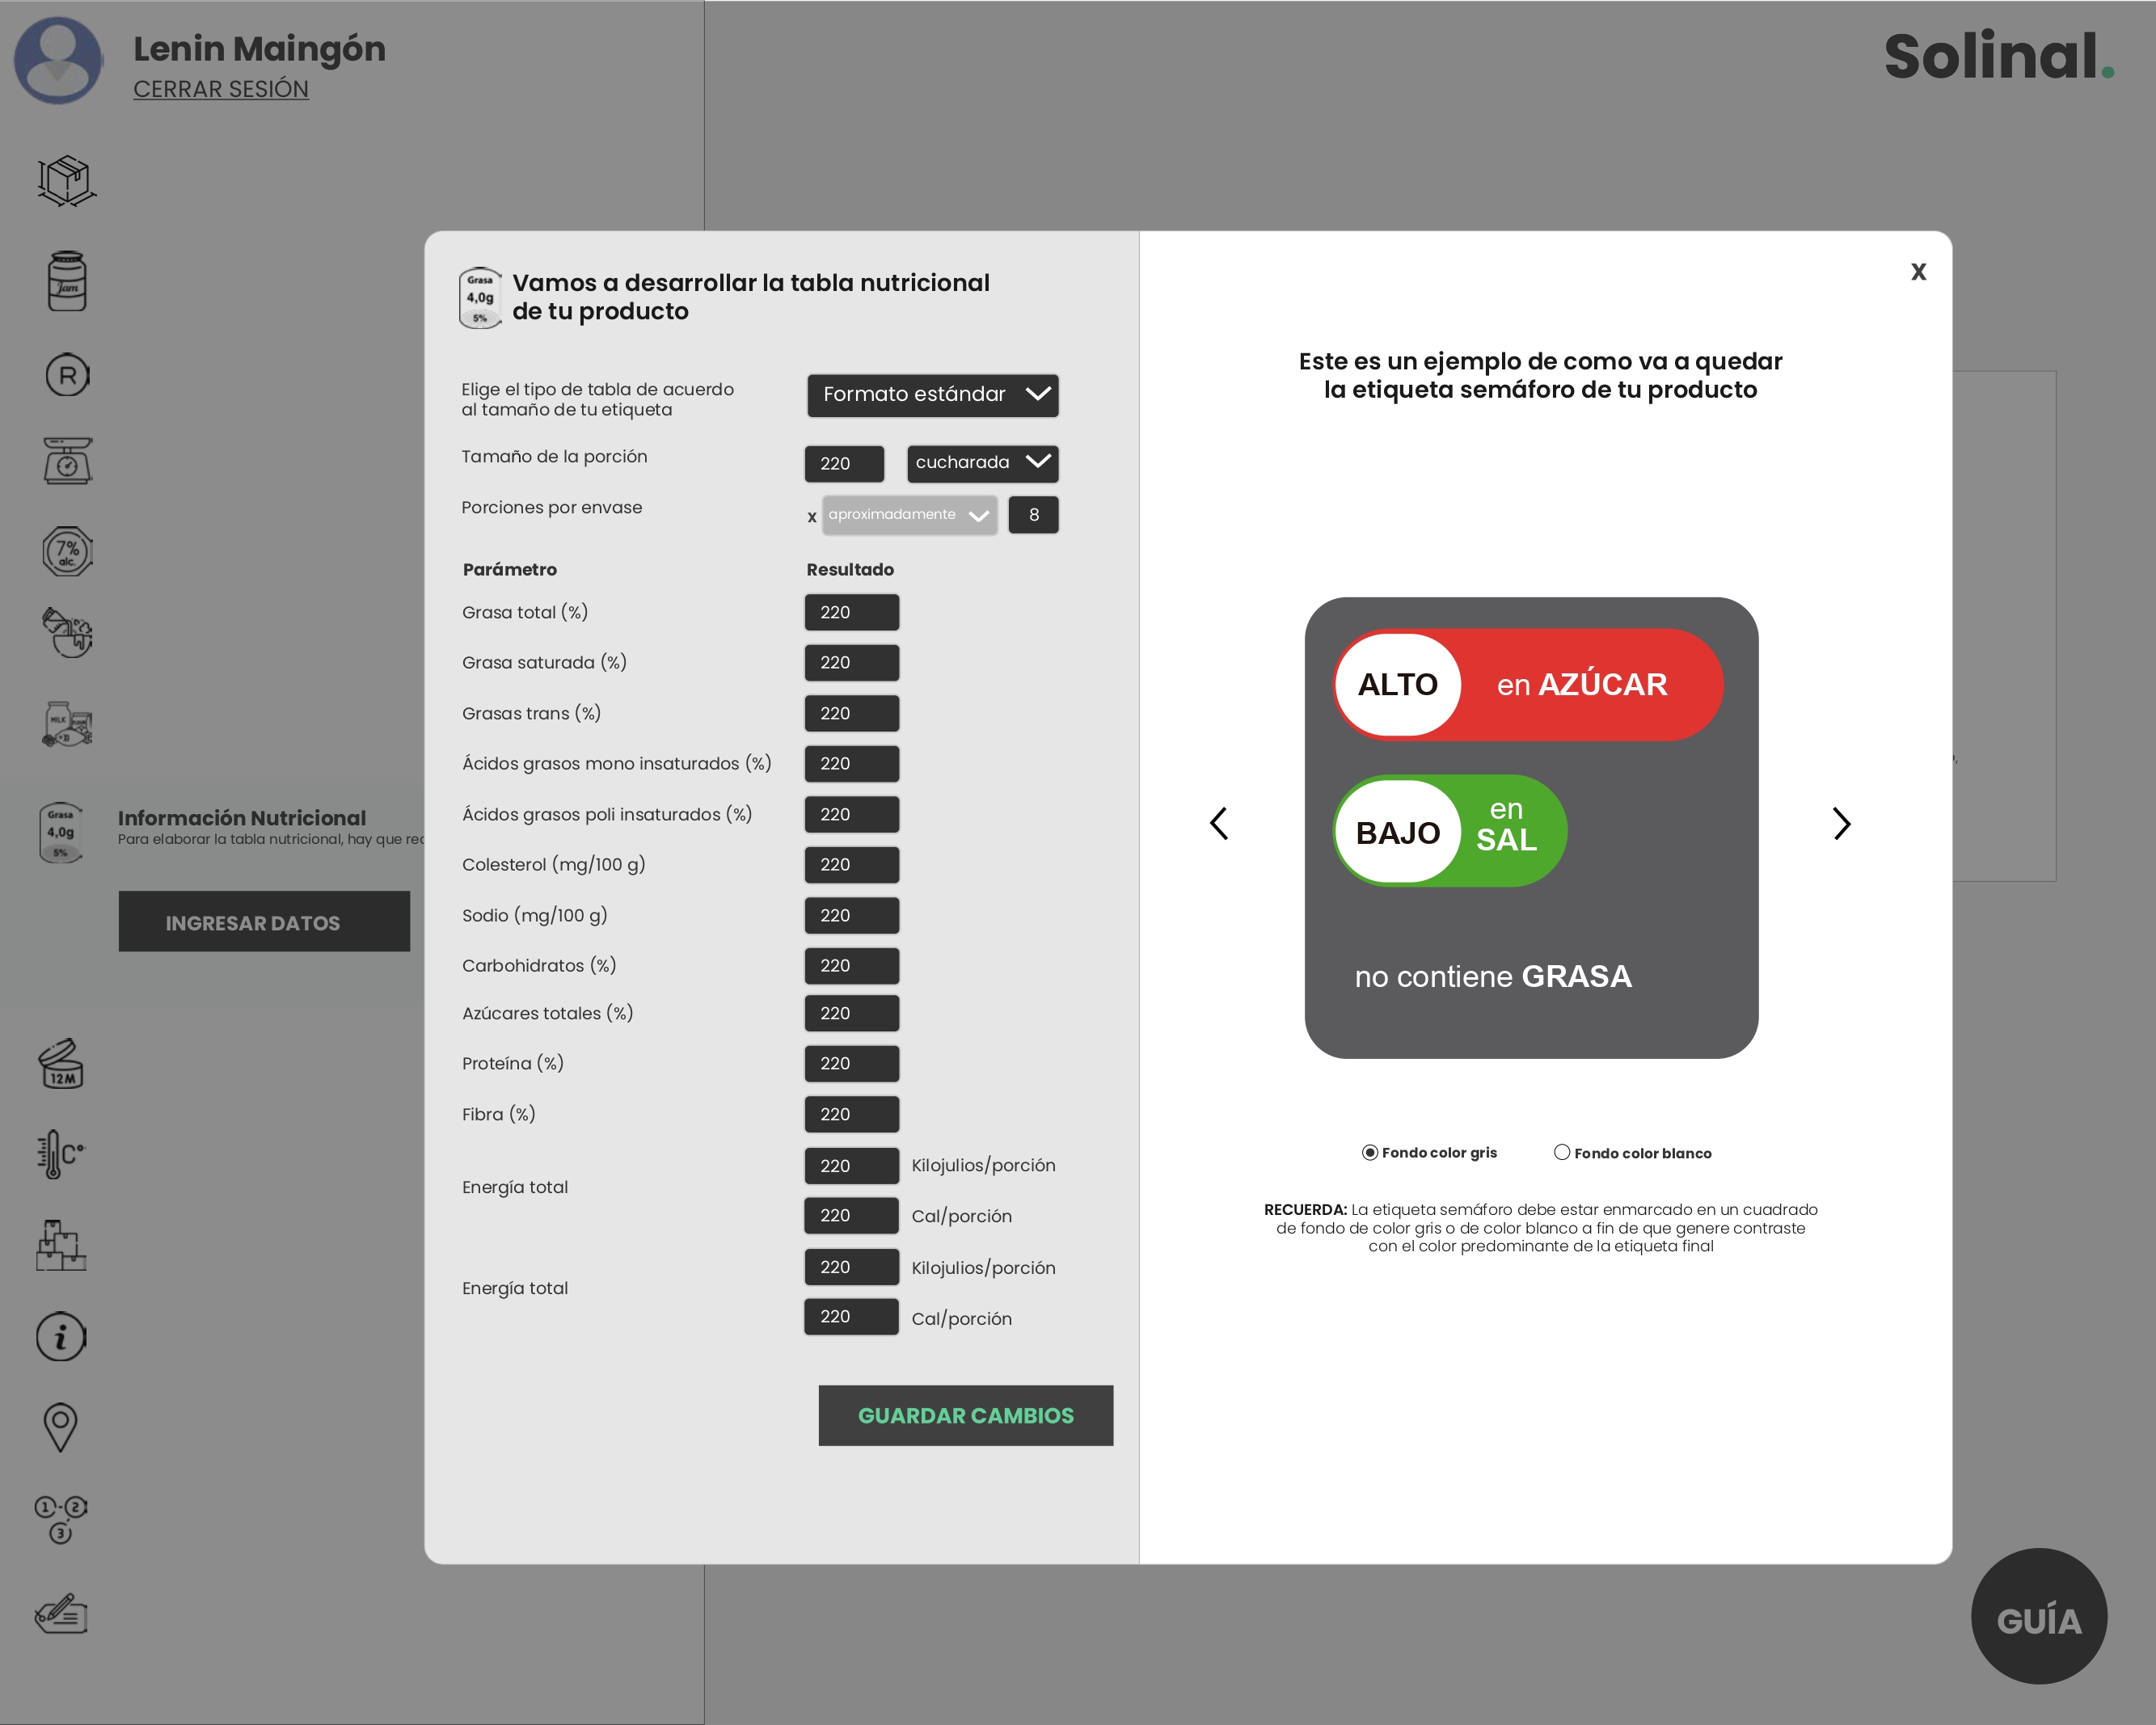 Lenin Maingón
CERRAR SESIÓN
Solinal.
Jam
R
7%
alc.
MILK
Grasa
4,0g
5%
Información Nutricional
Para elaborar la tabla nutricional, hay que
INGRESAR DATOS
12M
C°
i
1-2
3
Grasa
4,0g
5%
Vamos a desarrollar la tabla nutricional
de tu producto
Elige el tipo de tabla de acuerdo
al tamaño de tu etiqueta
Formato estándar
Tamaño de la porción
220
cucharada
Porciones por envase
x aproximadamente 8
Parámetro Resultado
Grasa total (%) 220
Grasa saturada (%) 220
Grasas trans (%) 220
Ácidos grasos mono insaturados (%) 220
Ácidos grasos poli insaturados (%) 220
Colesterol (mg/100 g) 220
Sodio (mg/100 g) 220
Carbohidratos (%) 220
Azúcares totales (%) 220
Proteína (%) 220
Fibra (%) 220
Energía total
220 Kilojulios/porción
220 Cal/porción
Energía total
220 Kilojulios/porción
220 Cal/porción
GUARDAR CAMBIOS
X
Este es un ejemplo de como va a quedar
la etiqueta semáforo de tu producto
ALTO en AZÚCAR
BAJO en
SAL
no contiene GRASA
Fondo color gris Fondo color blanco
RECUERDA: La etiqueta semáforo debe estar enmarcado en un cuadrado
de fondo de color gris o de color blanco a fin de que genere contraste
con el color predominante de la etiqueta final
GUÍA